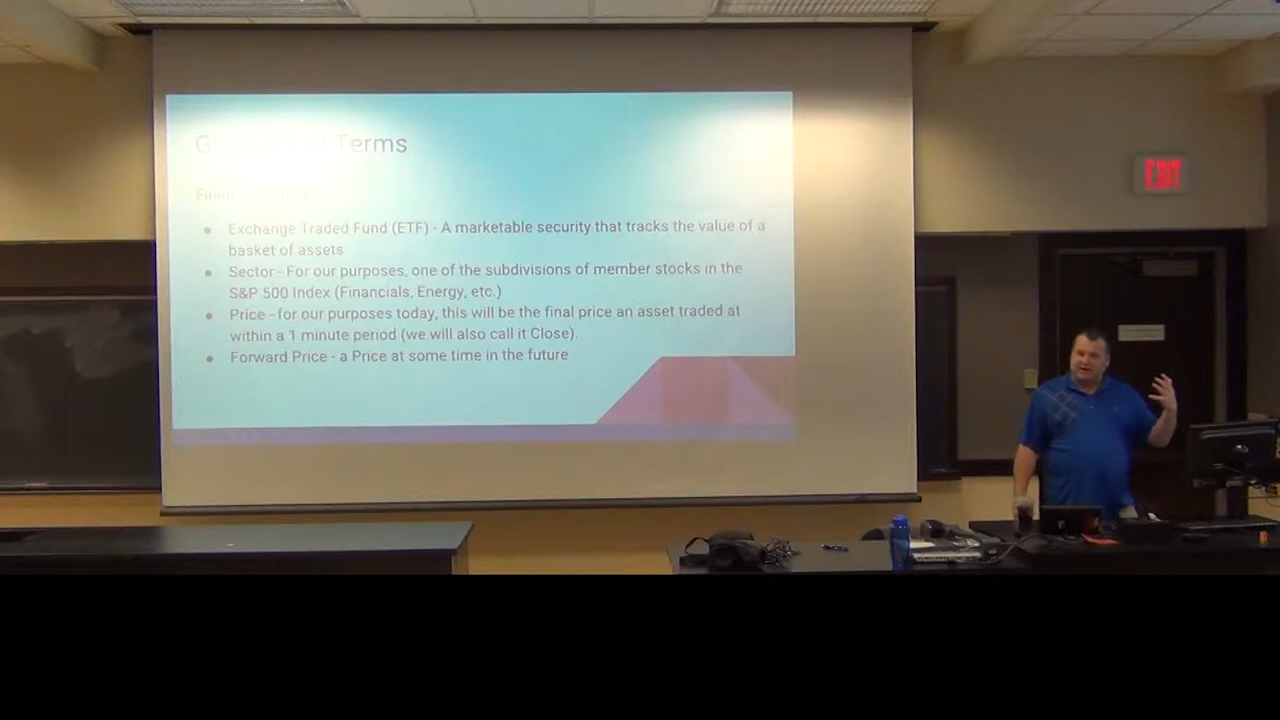 Terms
Exchange Traded Fund (ETF) - A marketable security that tracks the value of a
basket of assets
Sector - For our purposes, one of the subdivisions of member stocks in the
S&P 500 Index (Financials, Energy, etc.)
Price - for our purposes today, this will be the final price an asset traded at
within a 1 minute period (we will also call it Close).
Forward Price - a Price at some time in the future
EXIT